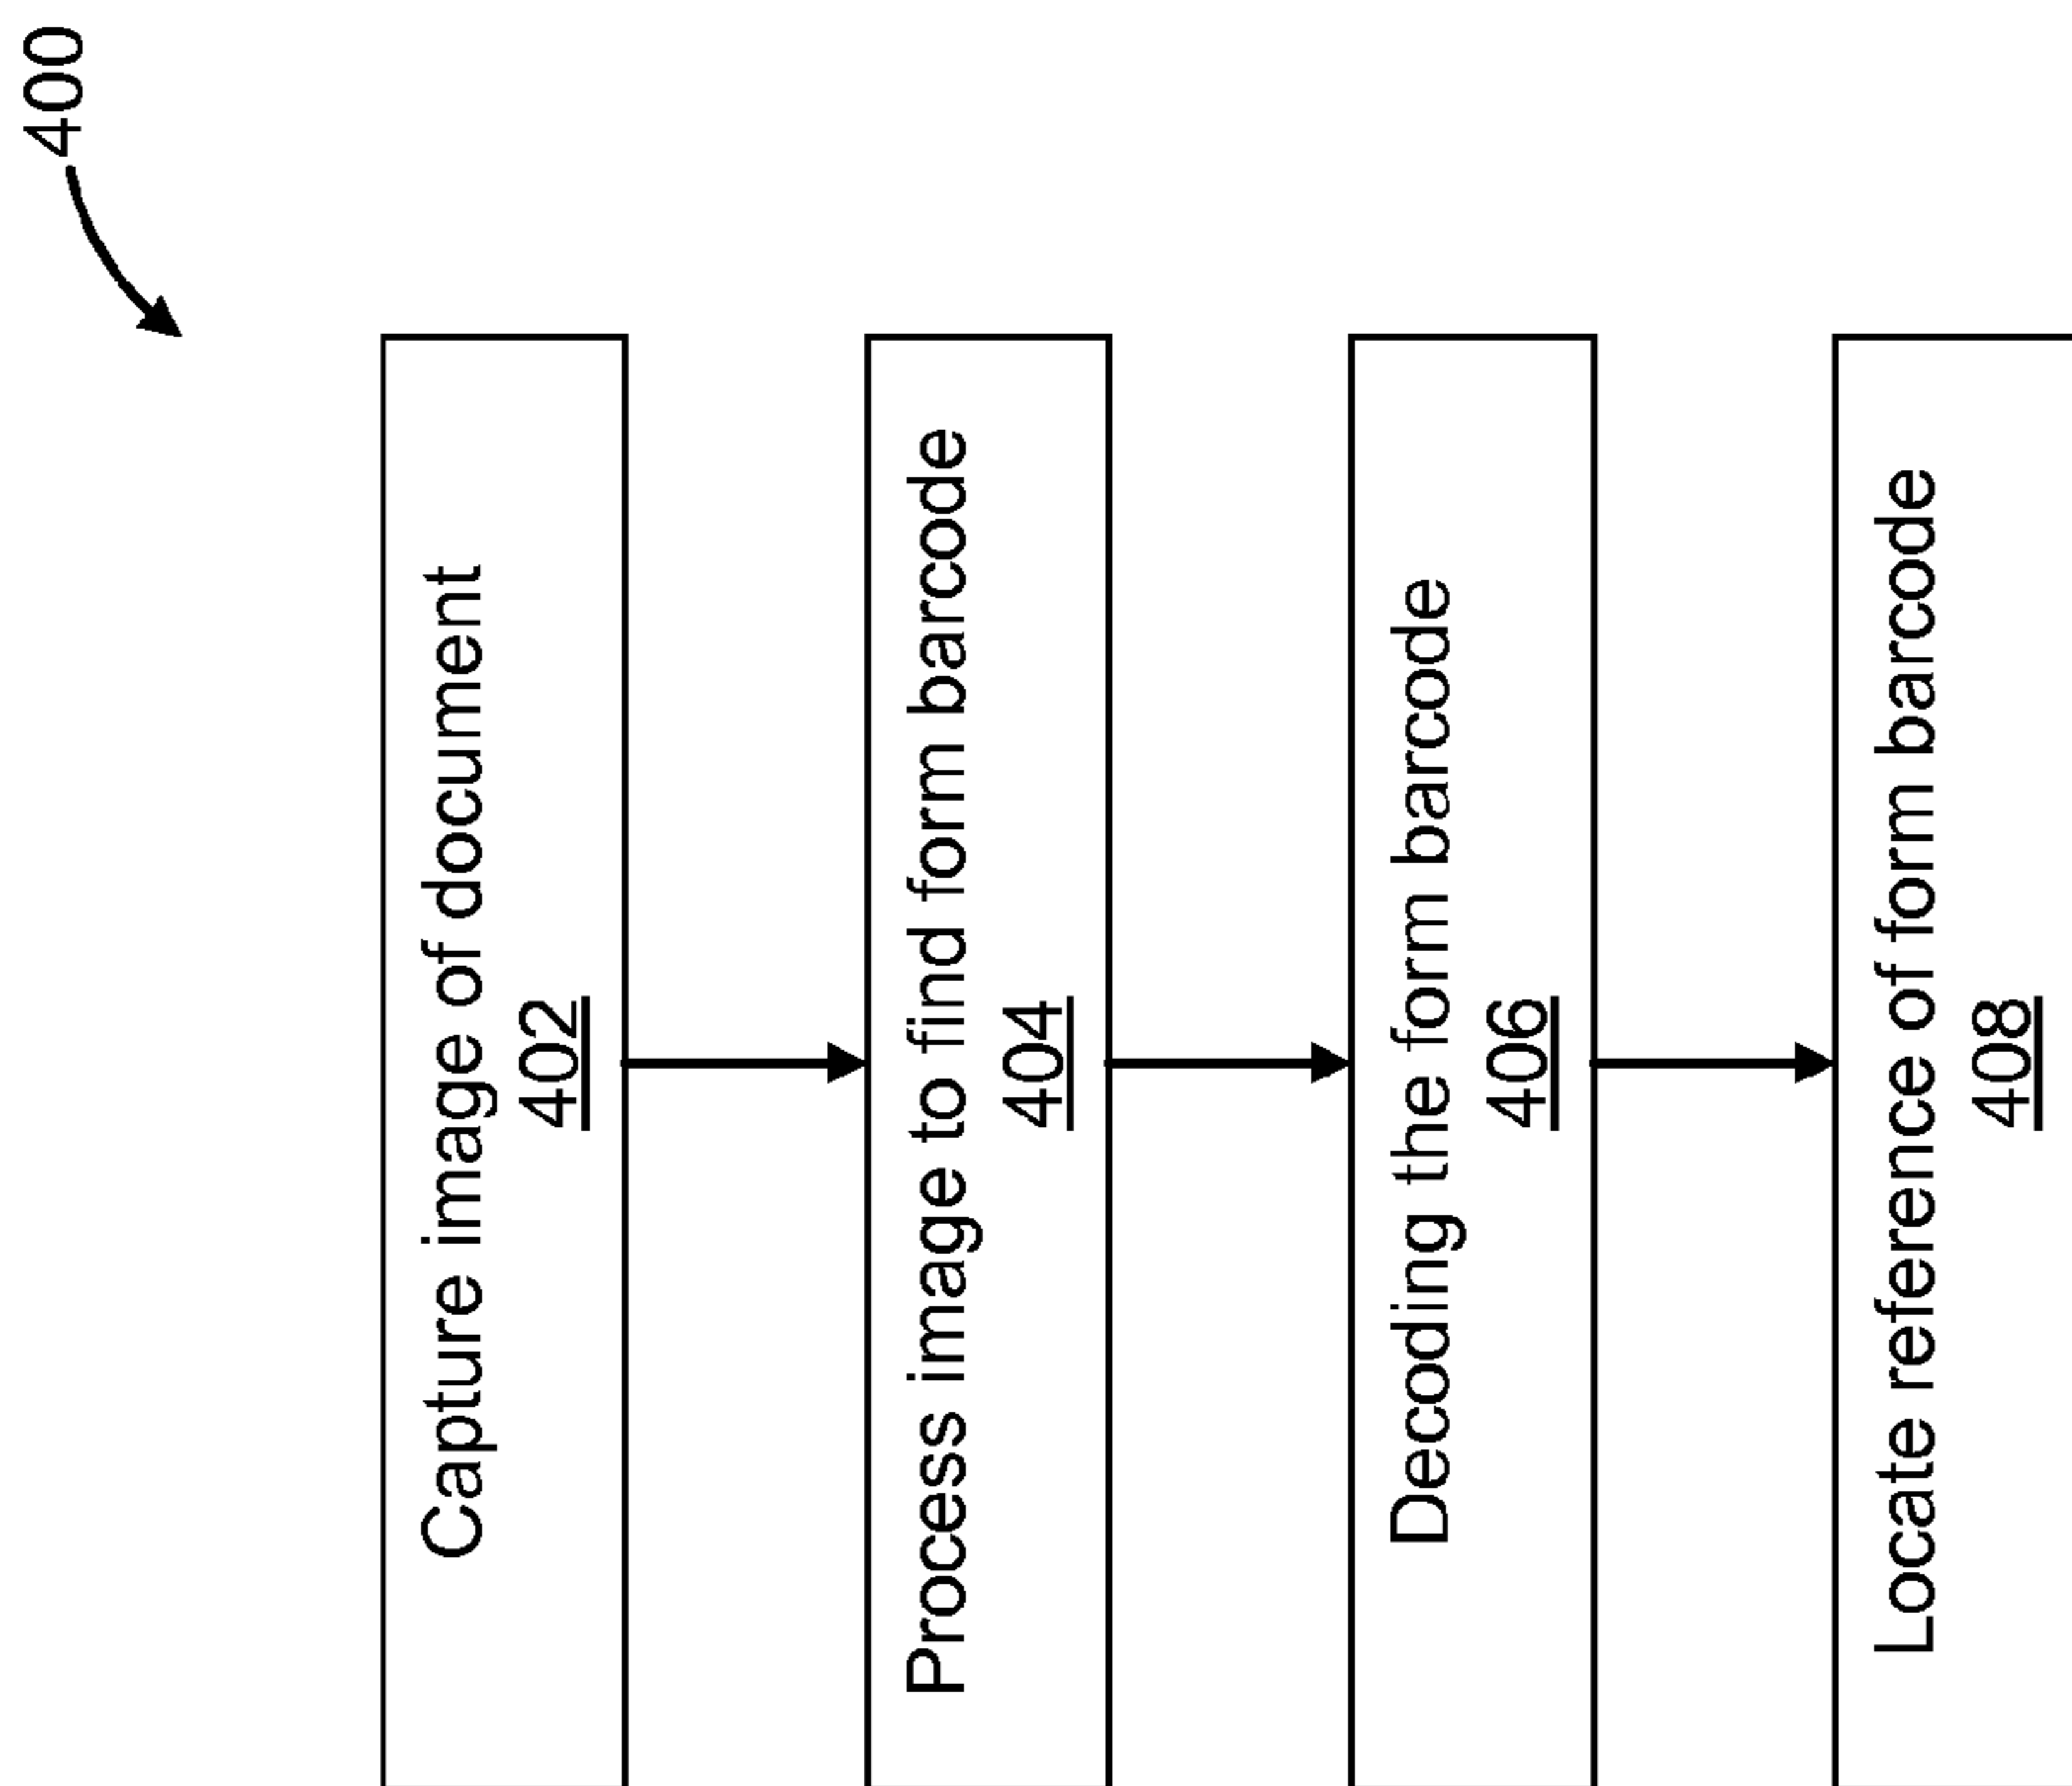 400
Capture image of document
402
Process image to find form barcode
404
Decoding the form barcode
406
Locate reference of form barcode
408